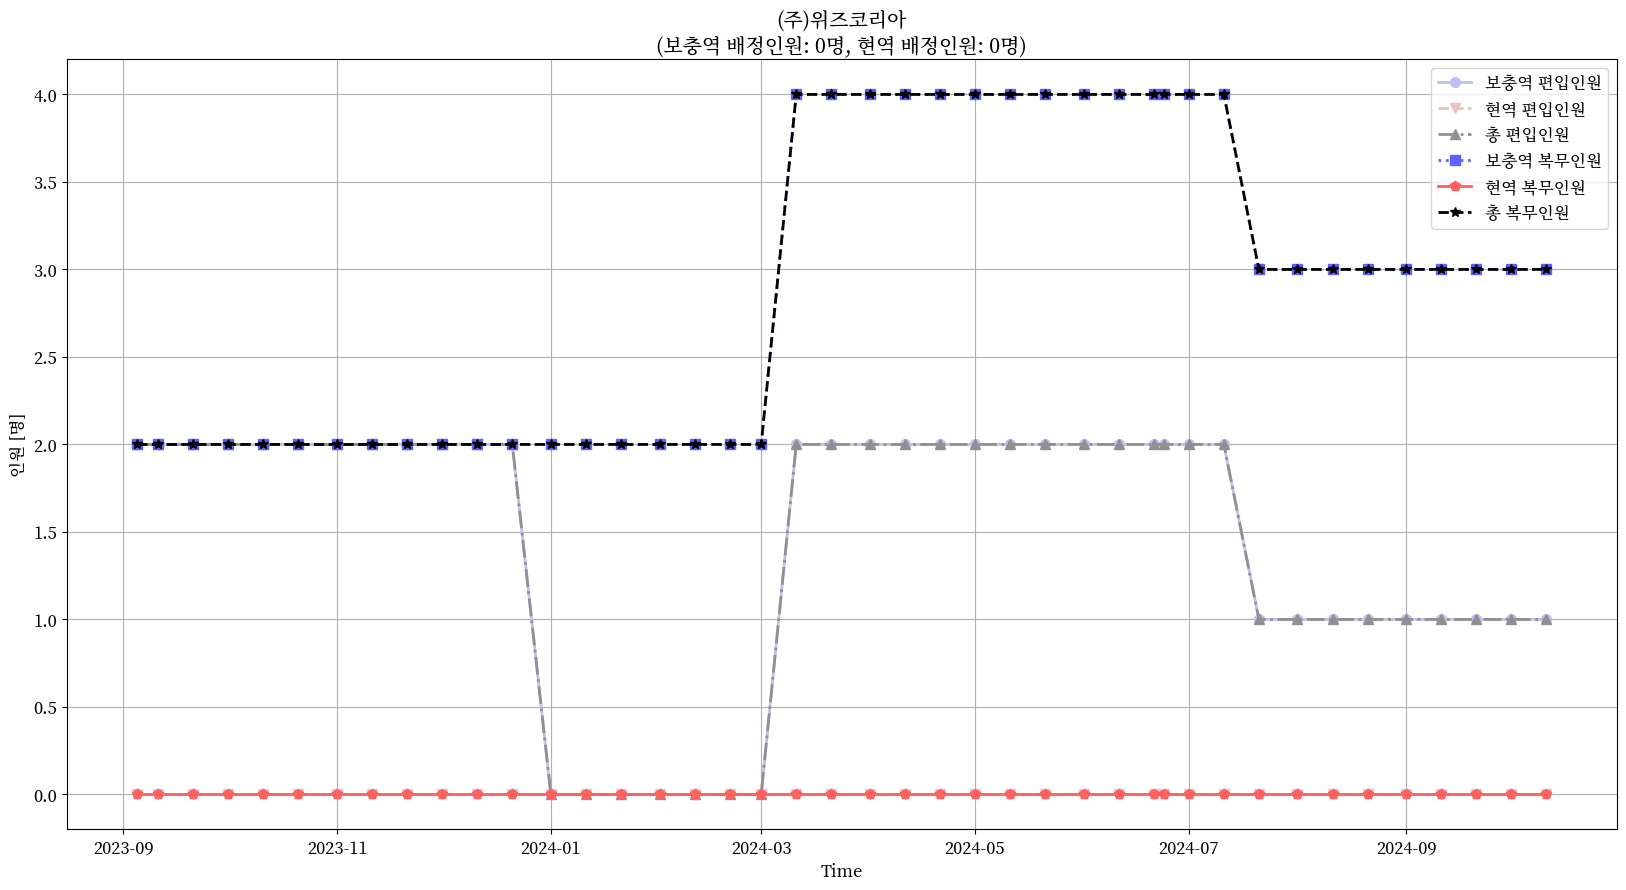 (주)위즈코리아
(보충역 배정인원: 0명, 현역 배정인원: 0명)
4.0
3.5
3.0
2.5
2.0
1.5
1.0
0.5
0.0
인원 [명]
보충역 편입인원
현역 편입인원
총 편입인원
보충역 복무인원
현역 복무인원
총 복무인원
2023-09
2023-11
2024-01
2024-03
2024-05
2024-07
2024-09
Time